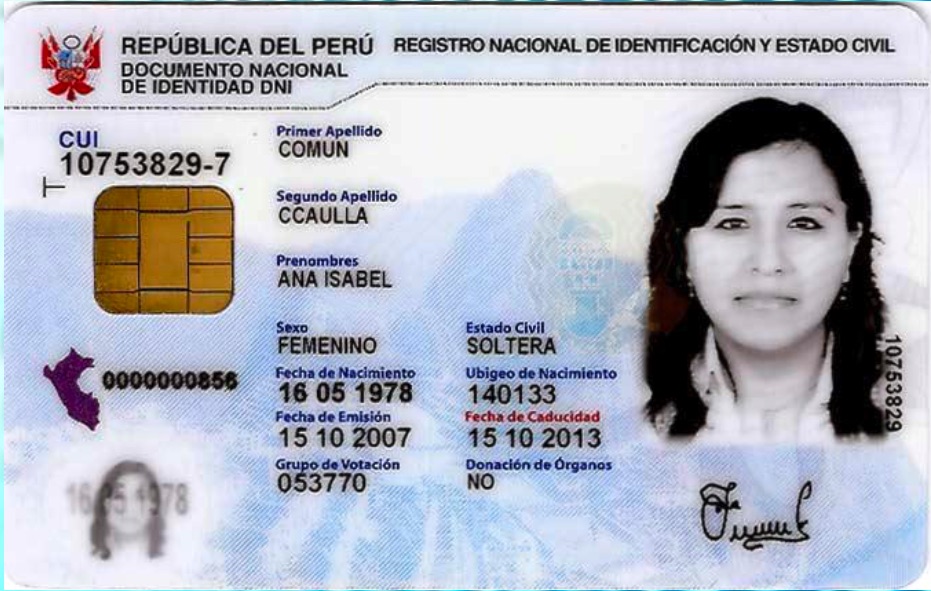 REPÚBLICA DEL PERÚ
DOCUMENTO NACIONAL
DE IDENTIDAD DNI
REGISTRO NACIONAL DE IDENTIFICACIÓN Y ESTADO CIVIL
CUI
10753829-7
Primer Apellido
COMUN
Segundo Apellido
CCAULLA
Prenombres
ANA ISABEL
Sexo
FEMENINO
Estado Civil
SOLTERA
Fecha de Nacimiento
16 05 1978
Ubigeo de Nacimiento
140133
Fecha de Emisión
15 10 2007
Fecha de Caducidad
15 10 2013
Grupo de Votación
053770
Donación de Órganos
NO
0000000856
16 05 1978
10753829